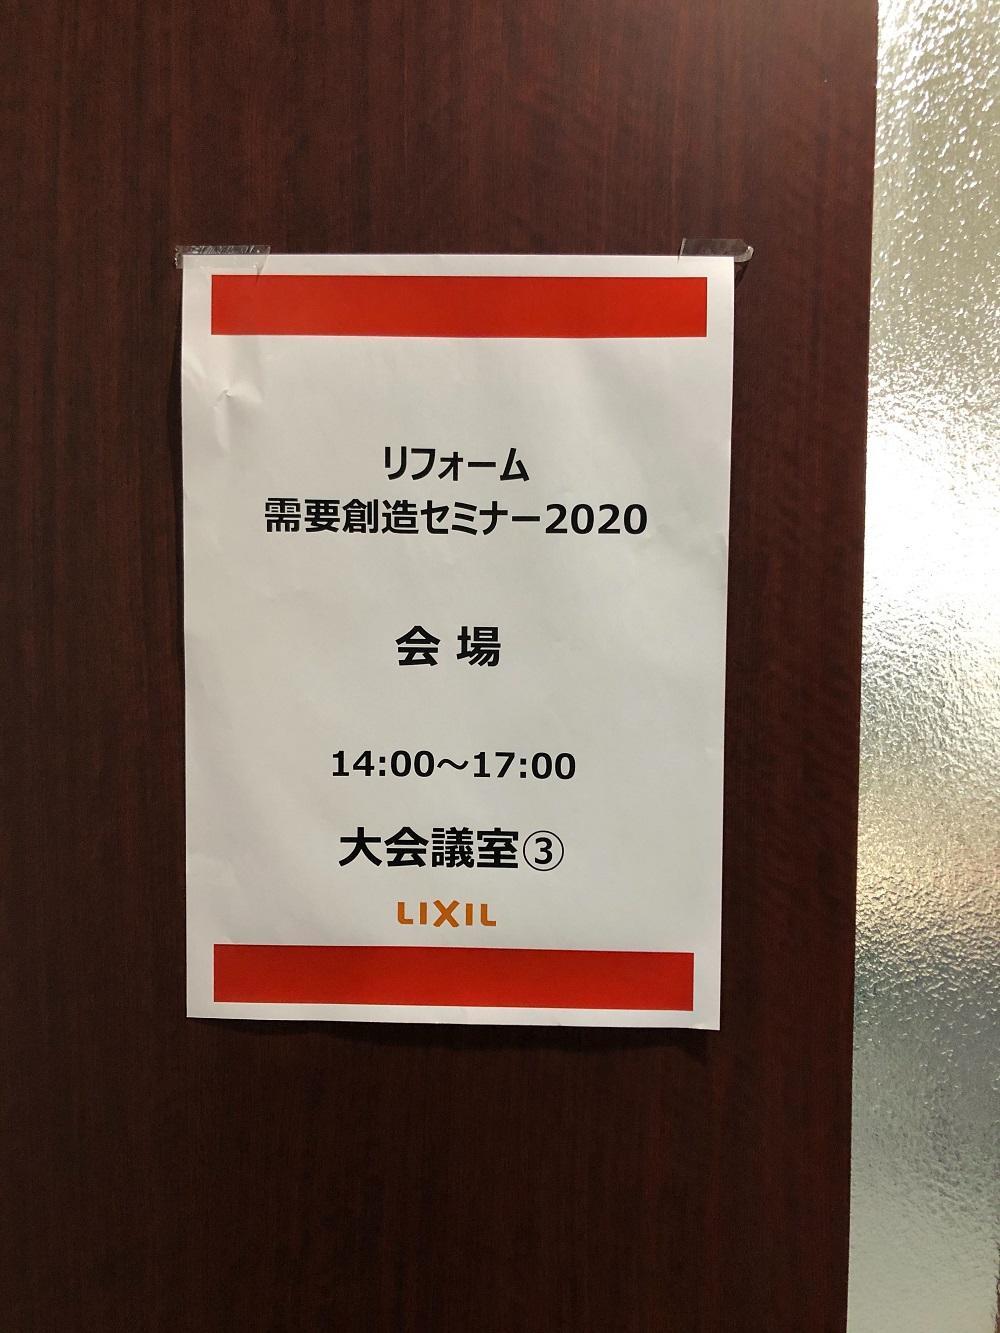 リフォーム
需要創造セミナー2020
会 場
14:00～17:00
大会議室③
LIXIL